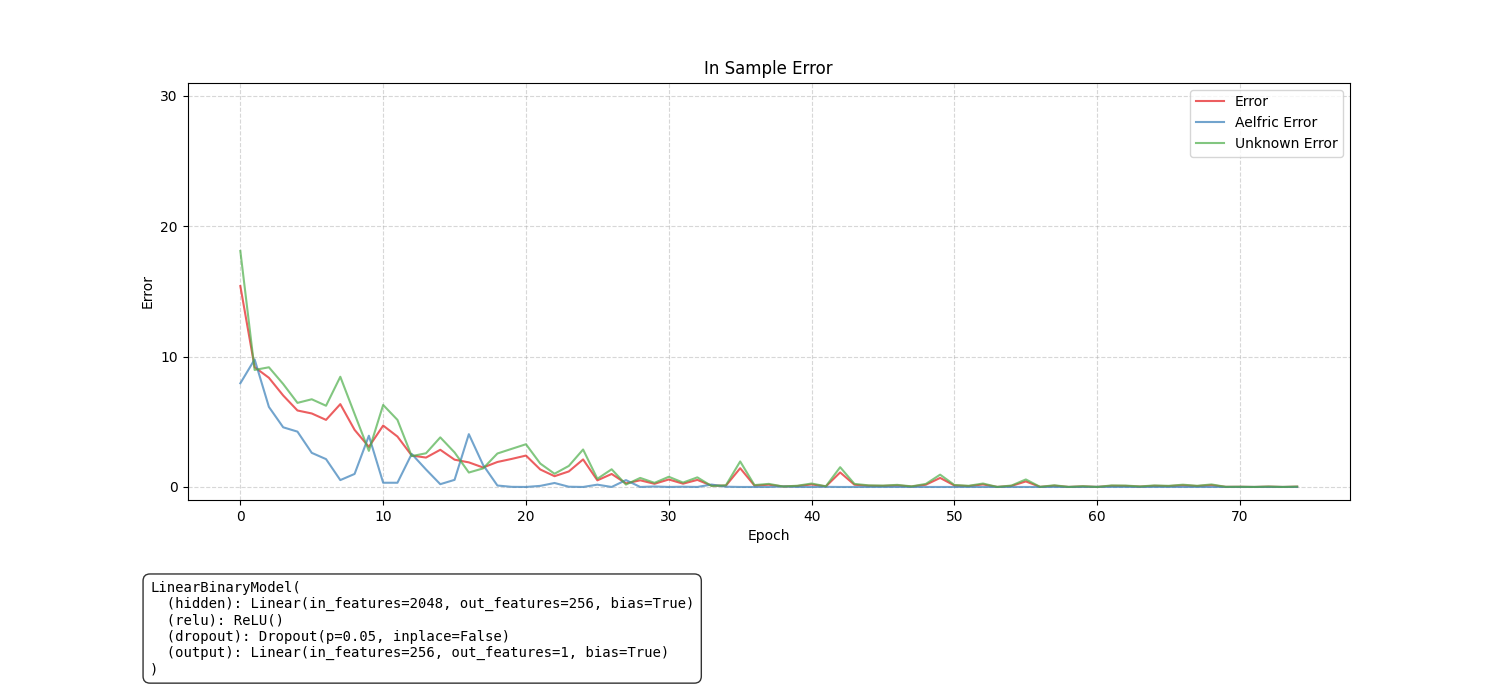 In Sample Error
30
20
10
0
Error
Error
Aelfric Error
Unknown Error
0 10 20 30 40 50 60 70
Epoch
LinearBinaryModel(
  (hidden): Linear(in_features=2048, out_features=256, bias=True)
  (relu): ReLU()
  (dropout): Dropout(p=0.05, inplace=False)
  (output): Linear(in_features=256, out_features=1, bias=True)
)